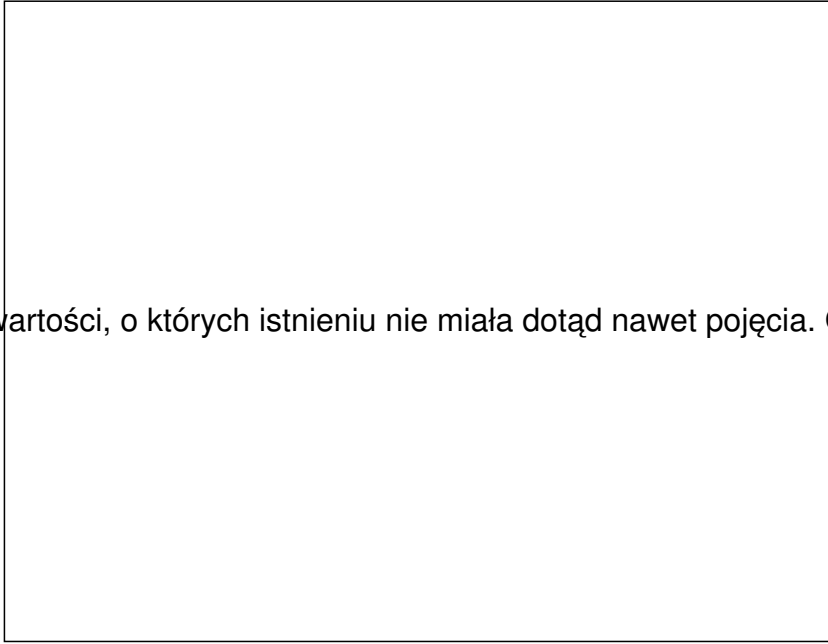 wartości, o których istnieniu nie miała dotąd nawet pojęcia.